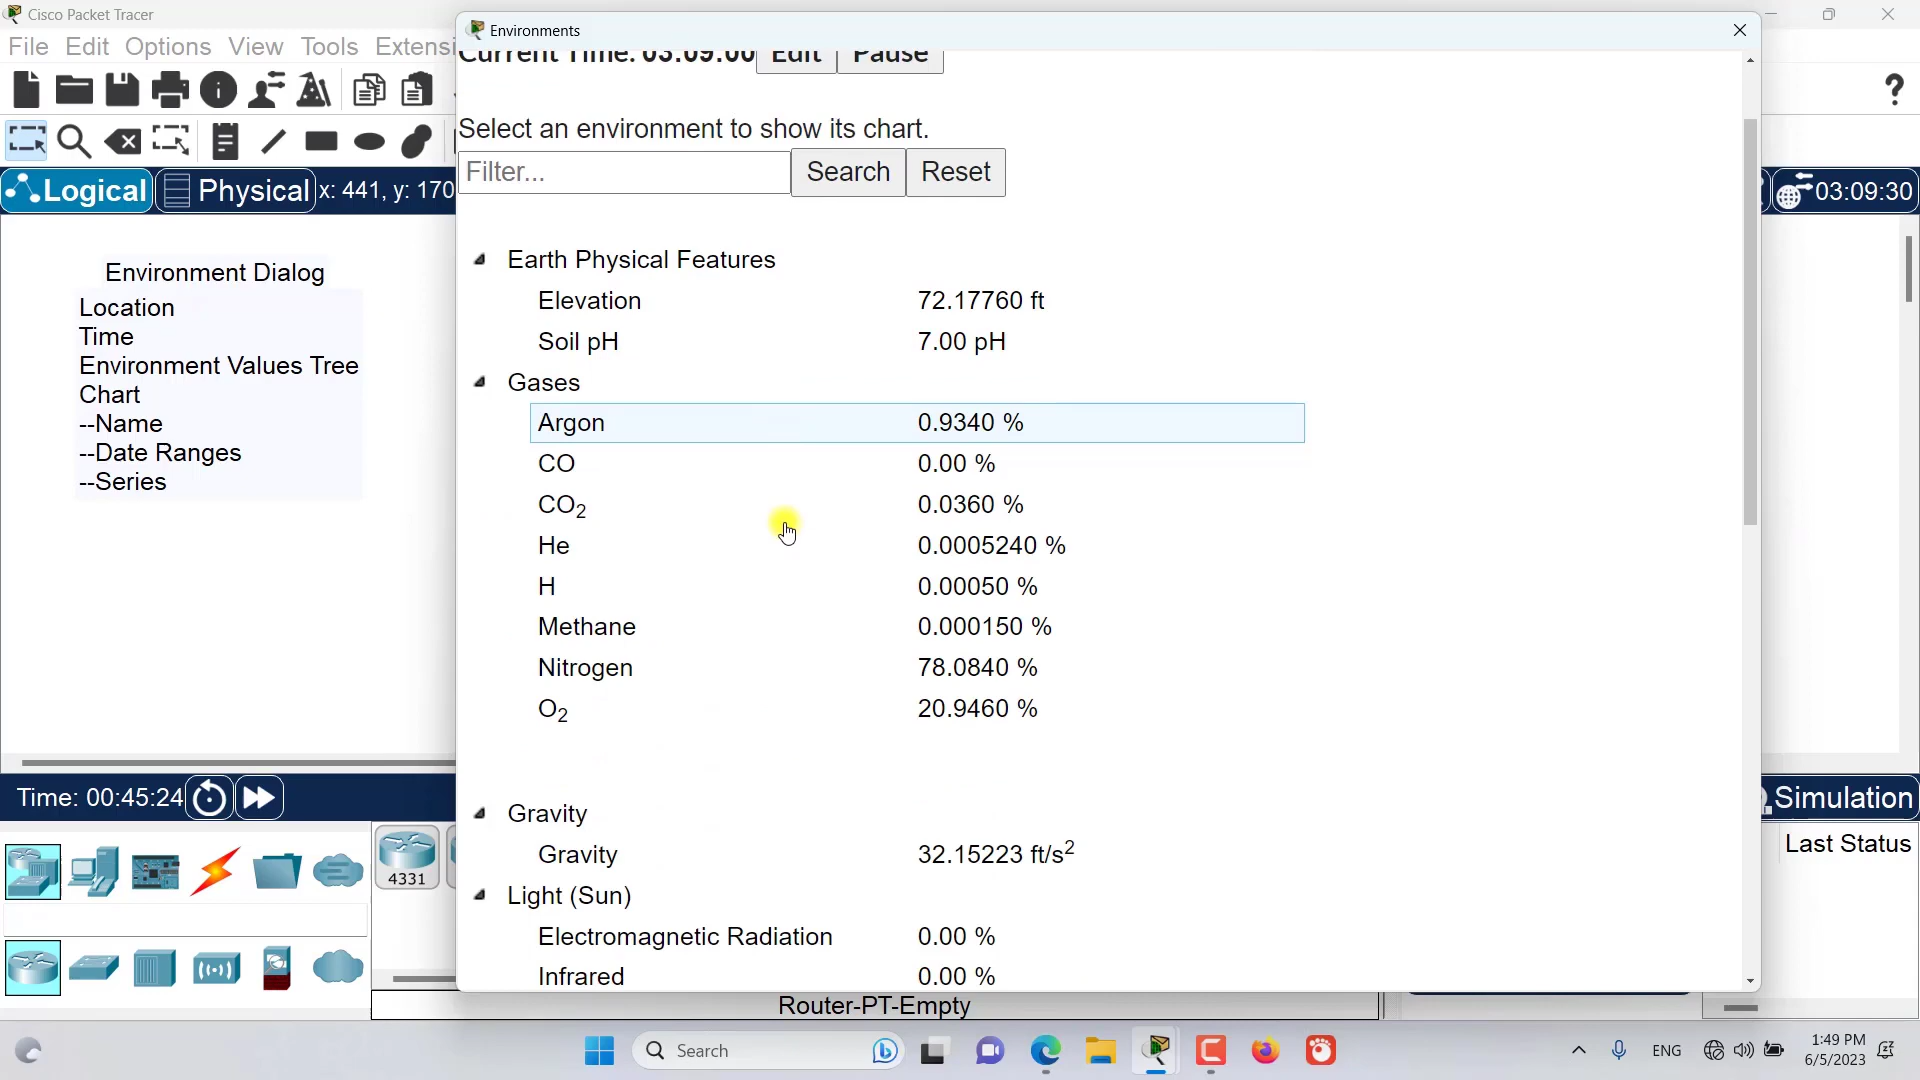 Cisco Packet Tracer
Environments
File Edit Options View Tools Extensi
Current Time: 03:09:00 Edit Pause
Select an environment to show its chart.
Filter... Search Reset
Logical Physical x: 441, y: 170
03:09:30
Environment Dialog
Location
Time
Environment Values Tree
Chart
--Name
--Date Ranges
--Series
Earth Physical Features
Elevation 72.17760 ft
Soil pH 7.00 pH
Gases
Argon 0.9340 %
CO 0.00 %
CO2 0.0360 %
He 0.0005240 %
H 0.00050 %
Methane 0.000150 %
Nitrogen 78.0840 %
O2 20.9460 %
Gravity
Gravity 32.15223 ft/s2
Light (Sun)
Electromagnetic Radiation 0.00 %
Infrared 0.00 %
Time: 00:45:24
Simulation
Last Status
4331
Router-PT-Empty
Search
ENG
1:49 PM
6/5/2023